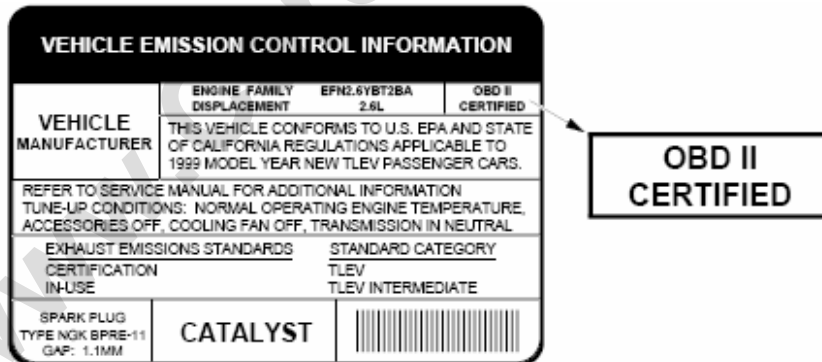 VEHICLE EMISSION CONTROL INFORMATION
VEHICLE
MANUFACTURER
ENGINE FAMILY EFN2.6YBT2BA
DISPLACEMENT 2.6L
OBD II
CERTIFIED
THIS VEHICLE CONFORMS TO U.S. EPA AND STATE
OF CALIFORNIA REGULATIONS APPLICABLE TO
1999 MODEL YEAR NEW TLEV PASSENGER CARS.
REFER TO SERVICE MANUAL FOR ADDITIONAL INFORMATION
TUNE-UP CONDITIONS: NORMAL OPERATING ENGINE TEMPERATURE,
ACCESSORIES OFF, COOLING FAN OFF, TRANSMISSION IN NEUTRAL
EXHAUST EMISSIONS STANDARDS STANDARD CATEGORY
CERTIFICATION TLEV
IN-USE TLEV INTERMEDIATE
SPARK PLUG
TYPE NGK BPRE-11
GAP: 1.1MM
CATALYST
OBD II
CERTIFIED